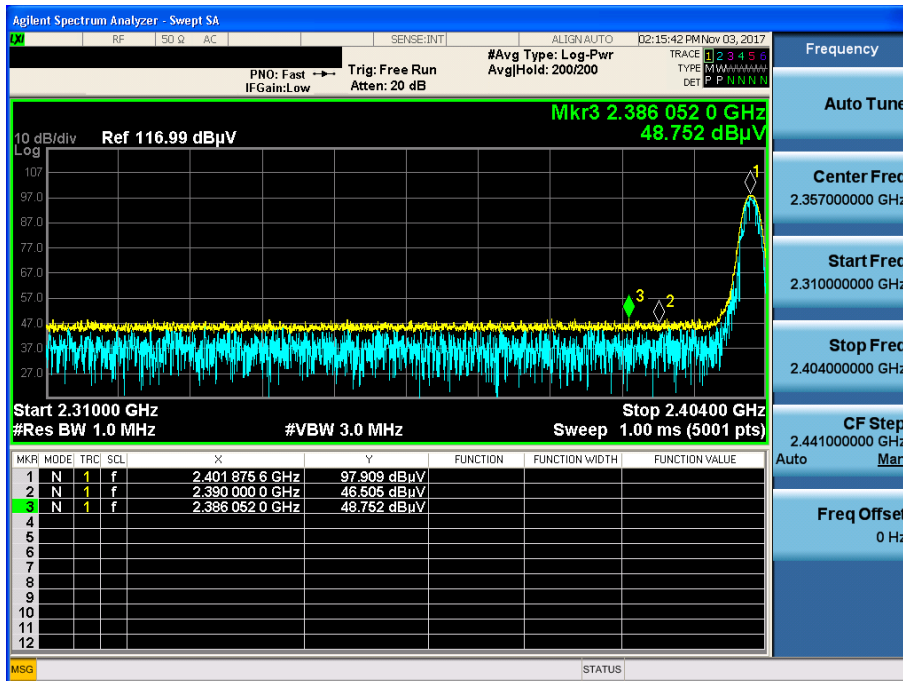 Agilent Spectrum Analyzer - Swept SA
LXI RF 50 Ω AC SENSE:INT ALIGN AUTO 02:15:42 PM Nov 03, 2017
PNO: Fast
IFGain:Low
Trig: Free Run
Atten: 20 dB
#Avg Type: Log-Pwr
Avg|Hold: 200/200
TRACE 1 2 3 4 5 6
TYPE M W W W W W
DET P P N N N N
Mkr3 2.386 052 0 GHz
48.752 dBµV
10 dB/div Ref 116.99 dBµV
Log
107
97.0
87.0
77.0
67.0
57.0
47.0
37.0
27.0
1
3
2
Start 2.31000 GHz Stop 2.40400 GHz
#Res BW 1.0 MHz #VBW 3.0 MHz Sweep 1.00 ms (5001 pts)
MKR MODE TRC SCL X Y FUNCTION FUNCTION WIDTH FUNCTION VALUE
1 N 1 f 2.401 875 6 GHz 97.909 dBµV
2 N 1 f 2.390 000 0 GHz 46.505 dBµV
3 N 1 f 2.386 052 0 GHz 48.752 dBµV
4
5
6
7
8
9
10
11
12
MSG STATUS
Frequency
Auto Tune
Center Freq
2.357000000 GHz
Start Freq
2.310000000 GHz
Stop Freq
2.404000000 GHz
CF Step
2.441000000 GHz
Auto Man
Freq Offset
0 Hz